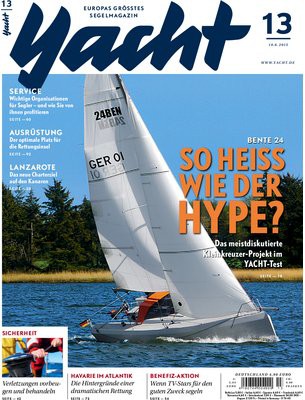 13
Yacht
EUROPAS GRÖSSTES
SEGELMAGAZIN
Yacht
13
WWW.YACHT.DE
SERVICE
Wichtige Organisationen
für Segler – und wie Sie von
ihnen profitieren
AUSRÜSTUNG
Der optimale Platz für
die Rettungsinsel
LANZAROTE
Das neue Charterziel
auf den Kanaren
24BEN
GER 01
BENTE 24
SO HEISS
WIE DER
HYPE?
Das meistdiskutierte
Kleinkreuzer-Projekt im
YACHT-Test
SICHERHEIT
Verletzungen vorbeu-
gen und behandeln
HAVARIE IM ATLANTIK
Die Hintergründe einer
dramatischen Rettung
BENEFIZ-AKTION
Wenn TV-Stars für den
guten Zweck segeln
DEUTSCHLAND